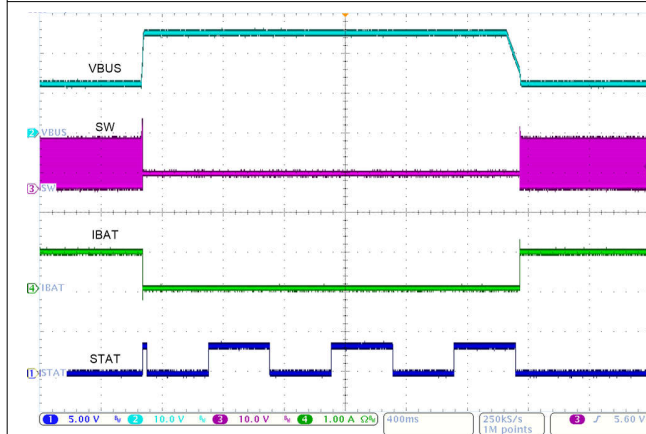 VBUS
SW
2 VBUS
3 SW
IBAT
4 IBAT
STAT
1 STAT
1 5.00 V 2 10.0 V 3 10.0 V 4 1.00 A Ω 400ms 250kS/s 3 5.60 V
1M points